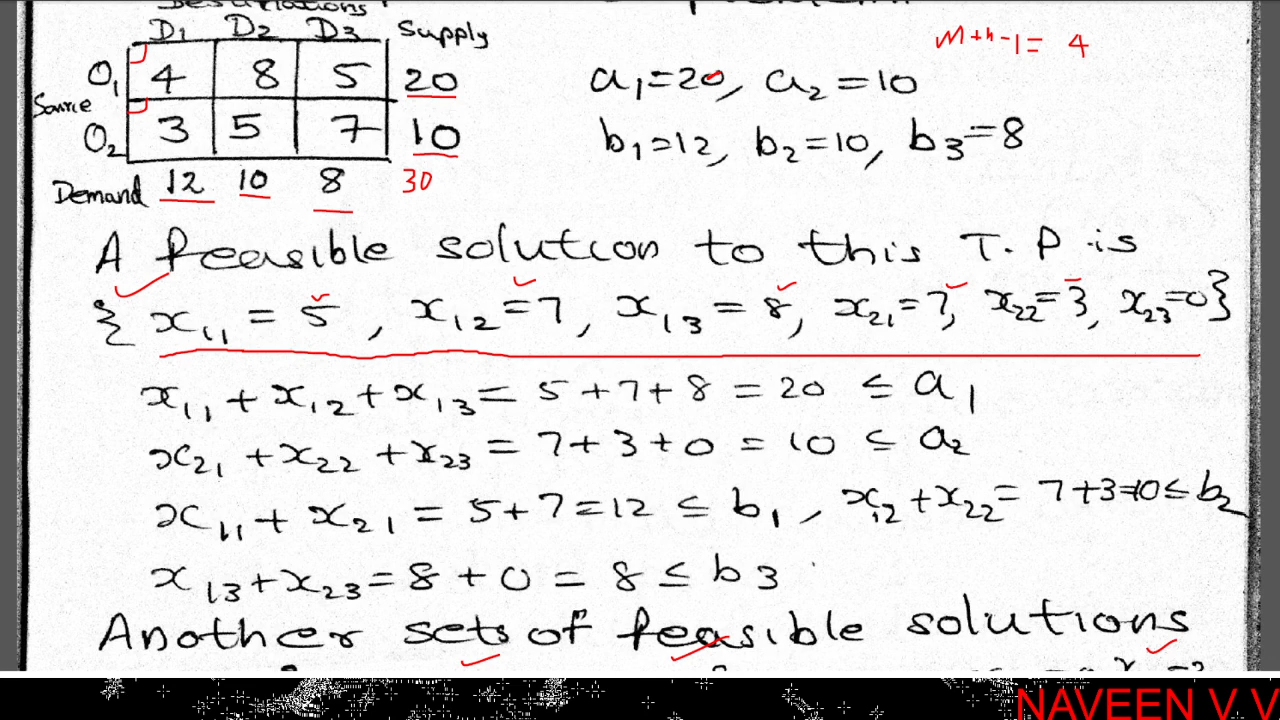 Destinations
D1 D2 D3 Supply
m+n-1= 4
O1 4 8 5 20
a1=20, a2=10
Source
O2 3 5 7 10
b1=12, b2=10, b3=8
Demand 12 10 8 30
A feasible solution to this T.P is
{ x11 = 5, x12 = 7, x13 = 8, x21 = 7, x22 = 3, x23=0}
x11 + x12 + x13 = 5+7+8 = 20 ≤ a1
x21 + x22 + x23 = 7+3+0 = 10 ≤ a2
x11 + x21 = 5+7=12 ≤ b1, x12+x22= 7+3=10≤b2
x13+x23= 8+0 = 8 ≤ b3
Another sets of feasible solutions
NAVEEN V V